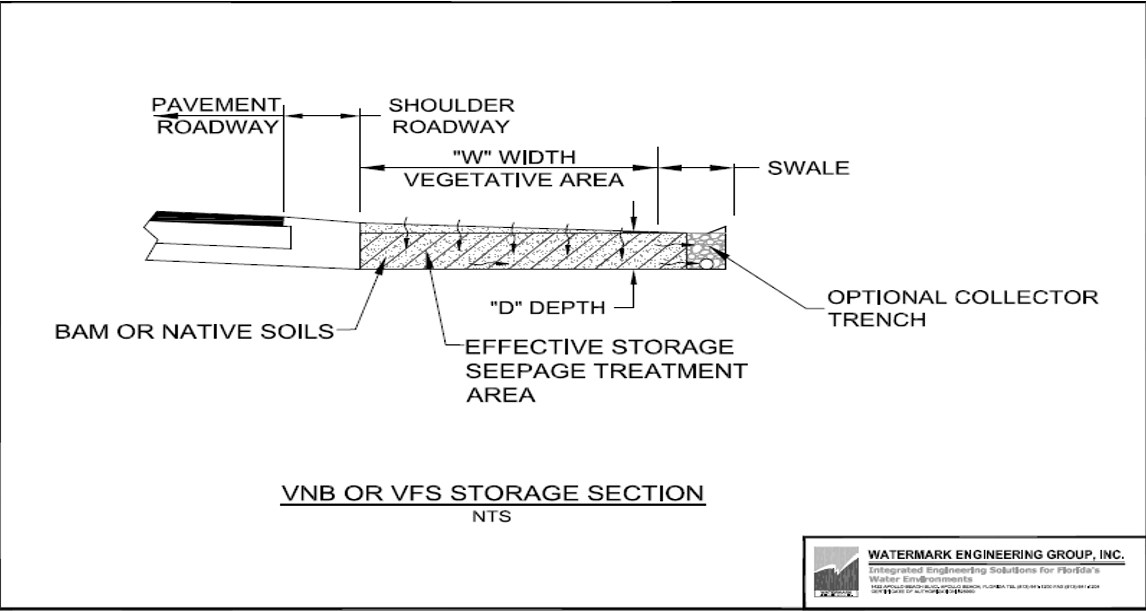 PAVEMENT
ROADWAY
SHOULDER
ROADWAY
"W" WIDTH
VEGETATIVE AREA
SWALE
"D" DEPTH
OPTIONAL COLLECTOR
TRENCH
BAM OR NATIVE SOILS
EFFECTIVE STORAGE
SEEPAGE TREATMENT
AREA
VNB OR VFS STORAGE SECTION
NTS
WATERMARK ENGINEERING GROUP, INC.
Integrated Engineering Solutions for Florida's
Water Environments